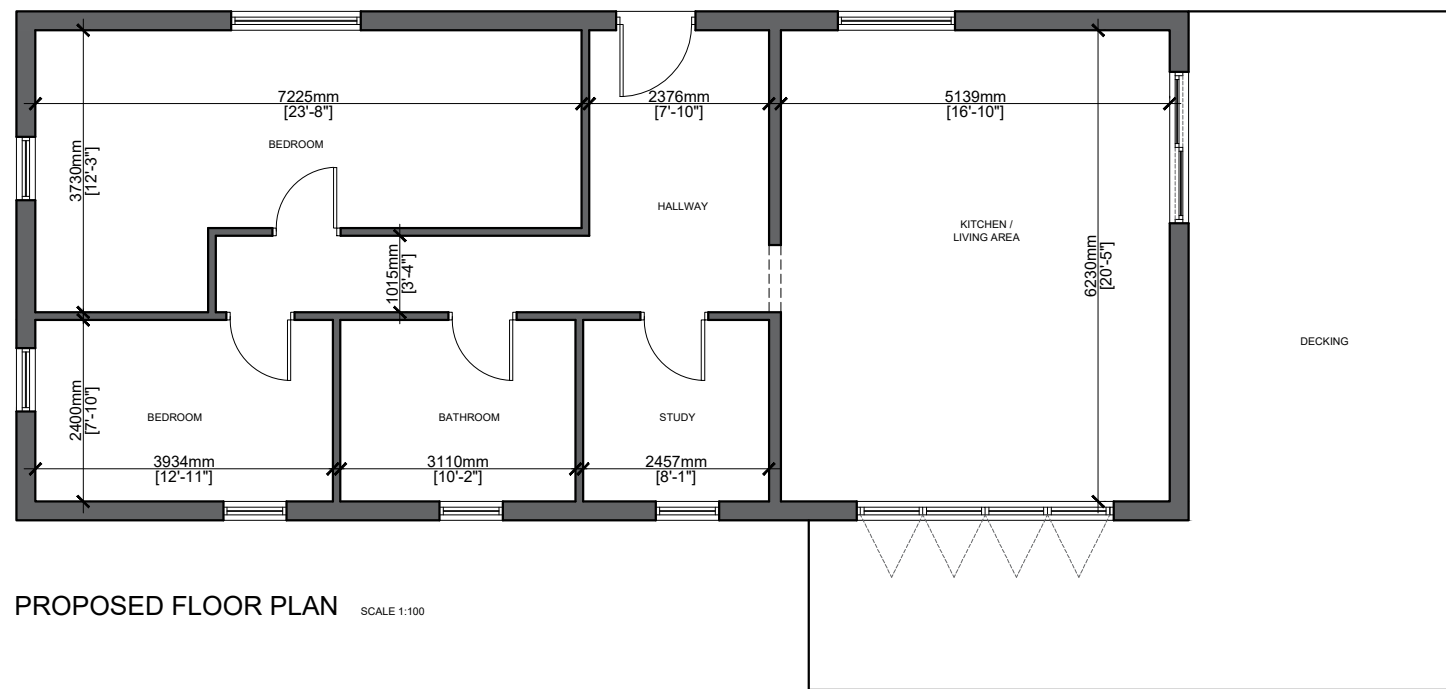 7225mm
[23'-8"]
2376mm
[7'-10"]
5139mm
[16'-10"]
BEDROOM
3730mm
[12'-3"]
HALLWAY
KITCHEN /
LIVING AREA
1015mm
[3'-4"]
6230mm
[20'-5"]
DECKING
2400mm
[7'-10"]
BEDROOM
BATHROOM
STUDY
3934mm
[12'-11"]
3110mm
[10'-2"]
2457mm
[8'-1"]
PROPOSED FLOOR PLAN SCALE 1:100